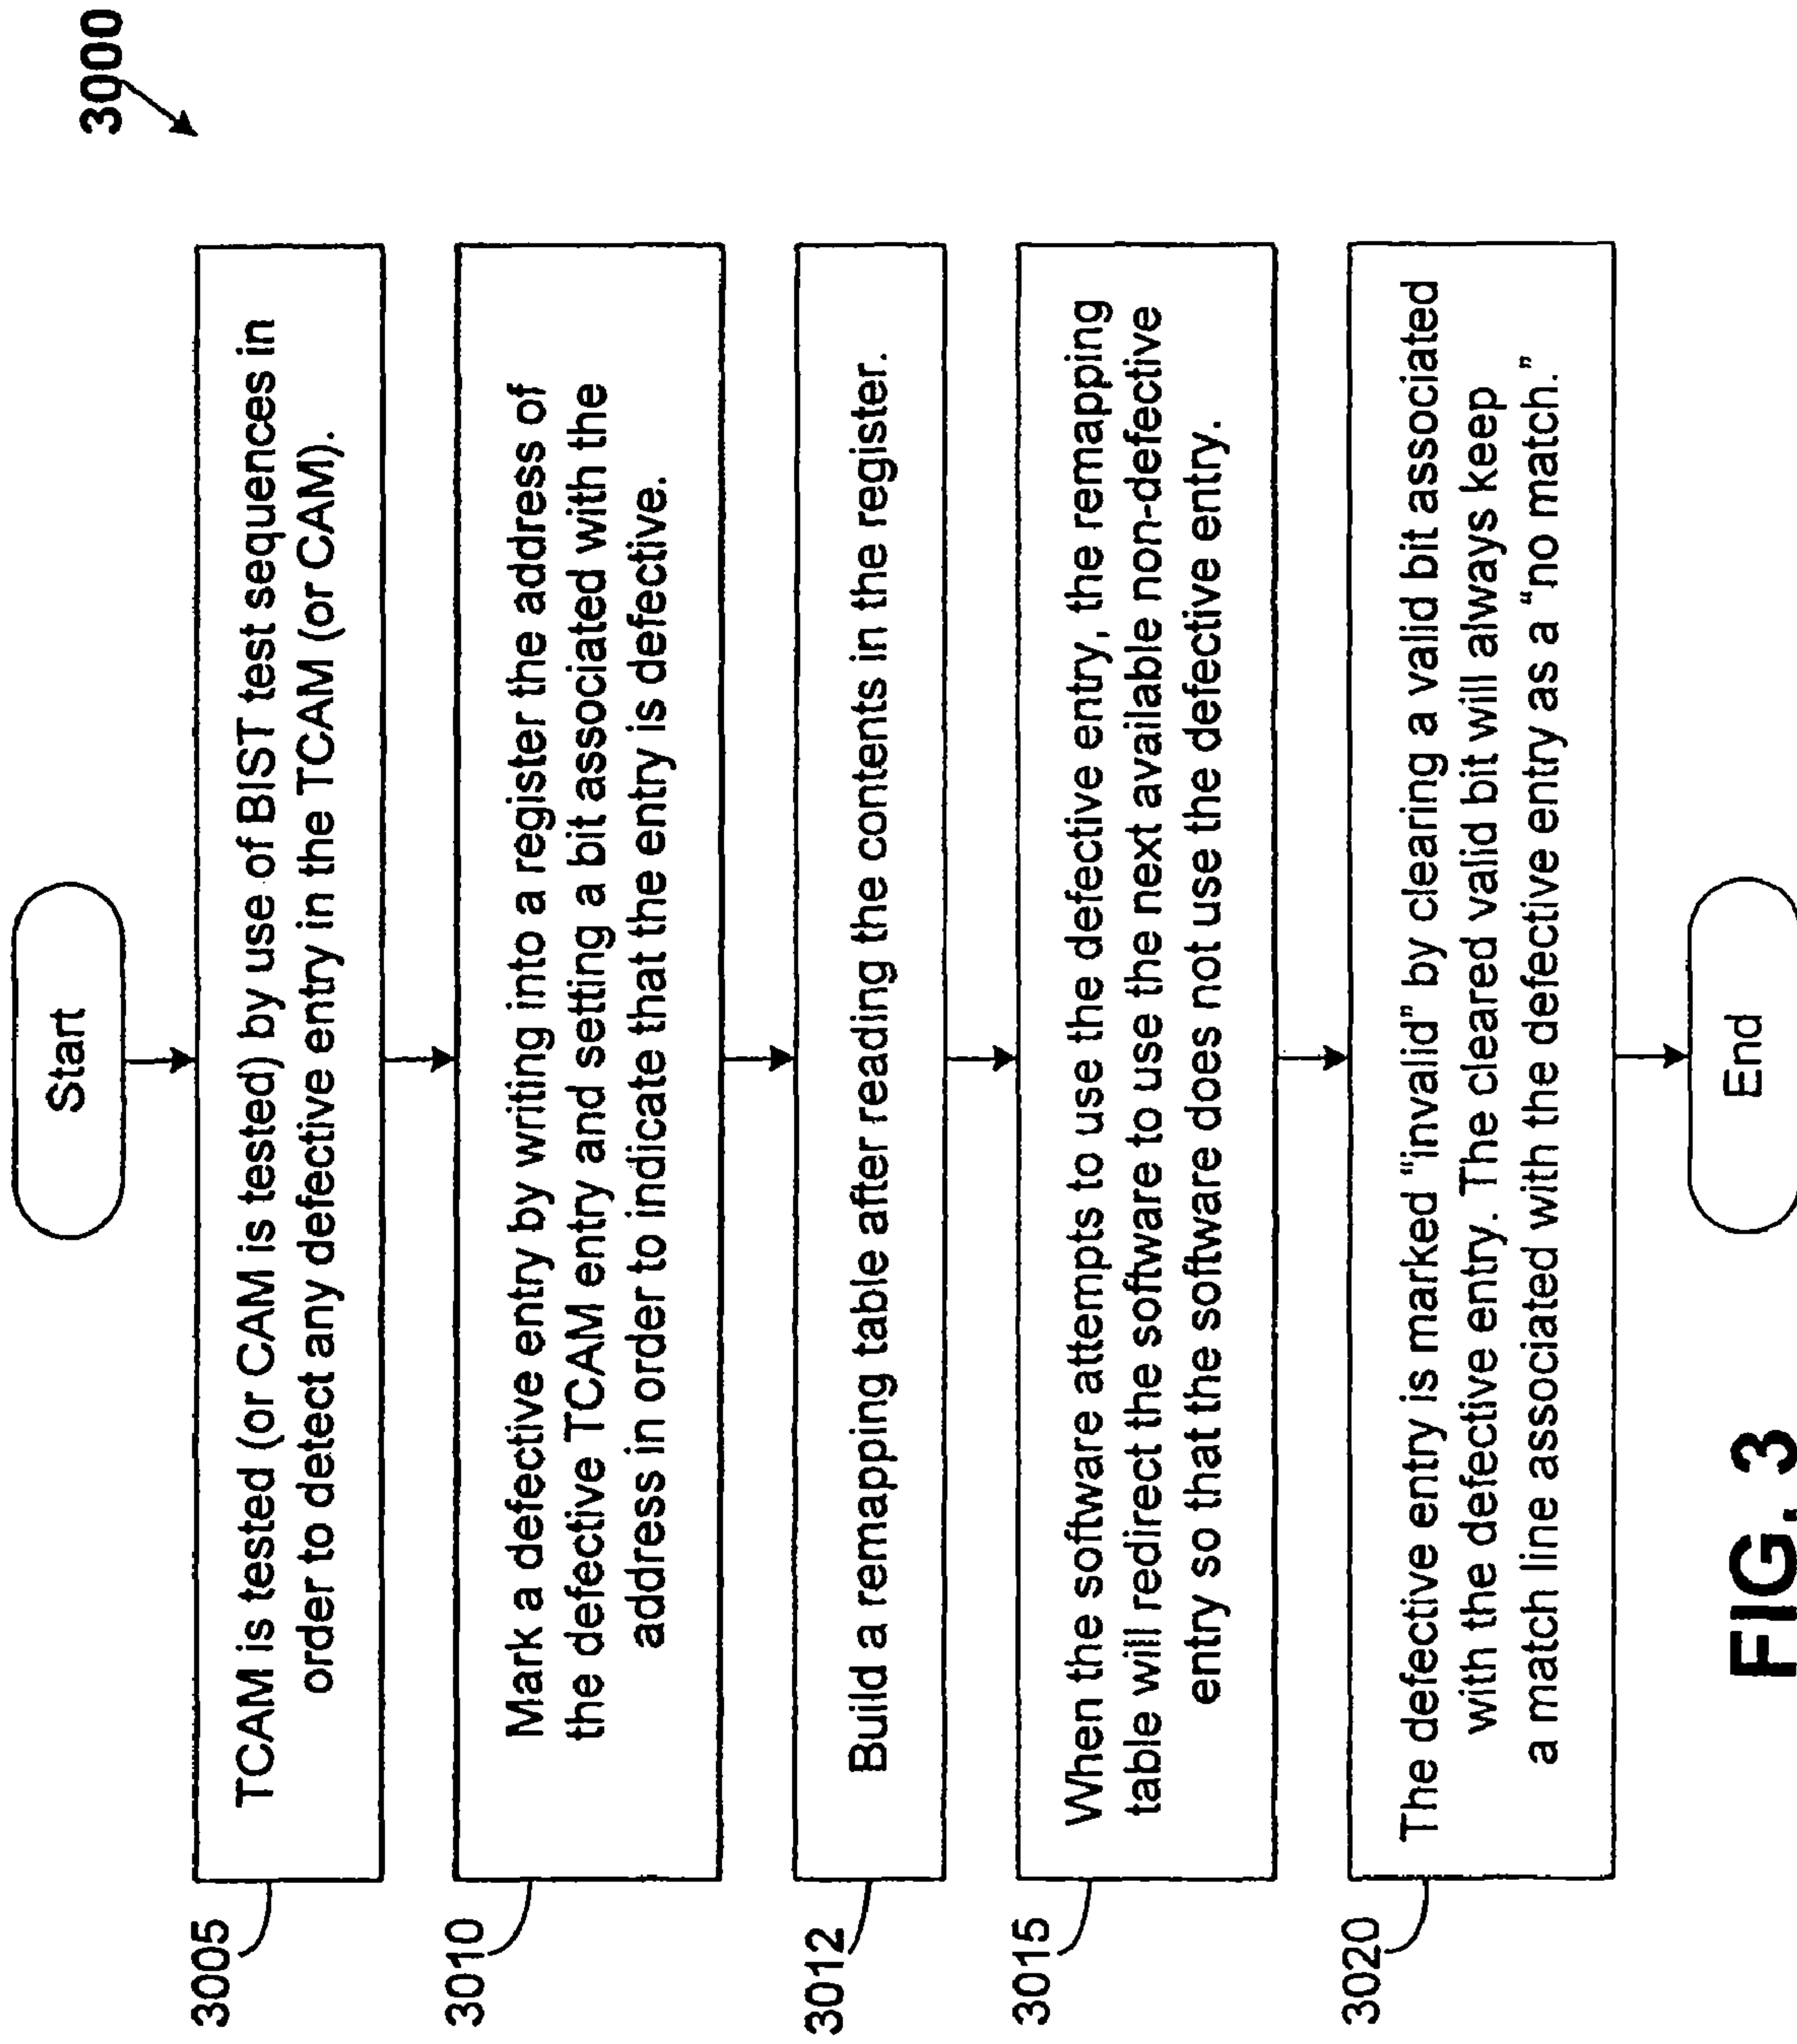 3000
Start
3005
TCAM is tested (or CAM is tested) by use of BIST test sequences in
order to detect any defective entry in the TCAM (or CAM).
3010
Mark a defective entry by writing into a register the address of
the defective TCAM entry and setting a bit associated with the
address in order to indicate that the entry is defective.
3012
Build a remapping table after reading the contents in the register.
3015
When the software attempts to use the defective entry, the remapping
table will redirect the software to use the next available non-defective
entry so that the software does not use the defective entry.
3020
The defective entry is marked "invalid" by clearing a valid bit associated
with the defective entry. The cleared valid bit will always keep
a match line associated with the defective entry as a "no match."
End
FIG. 3